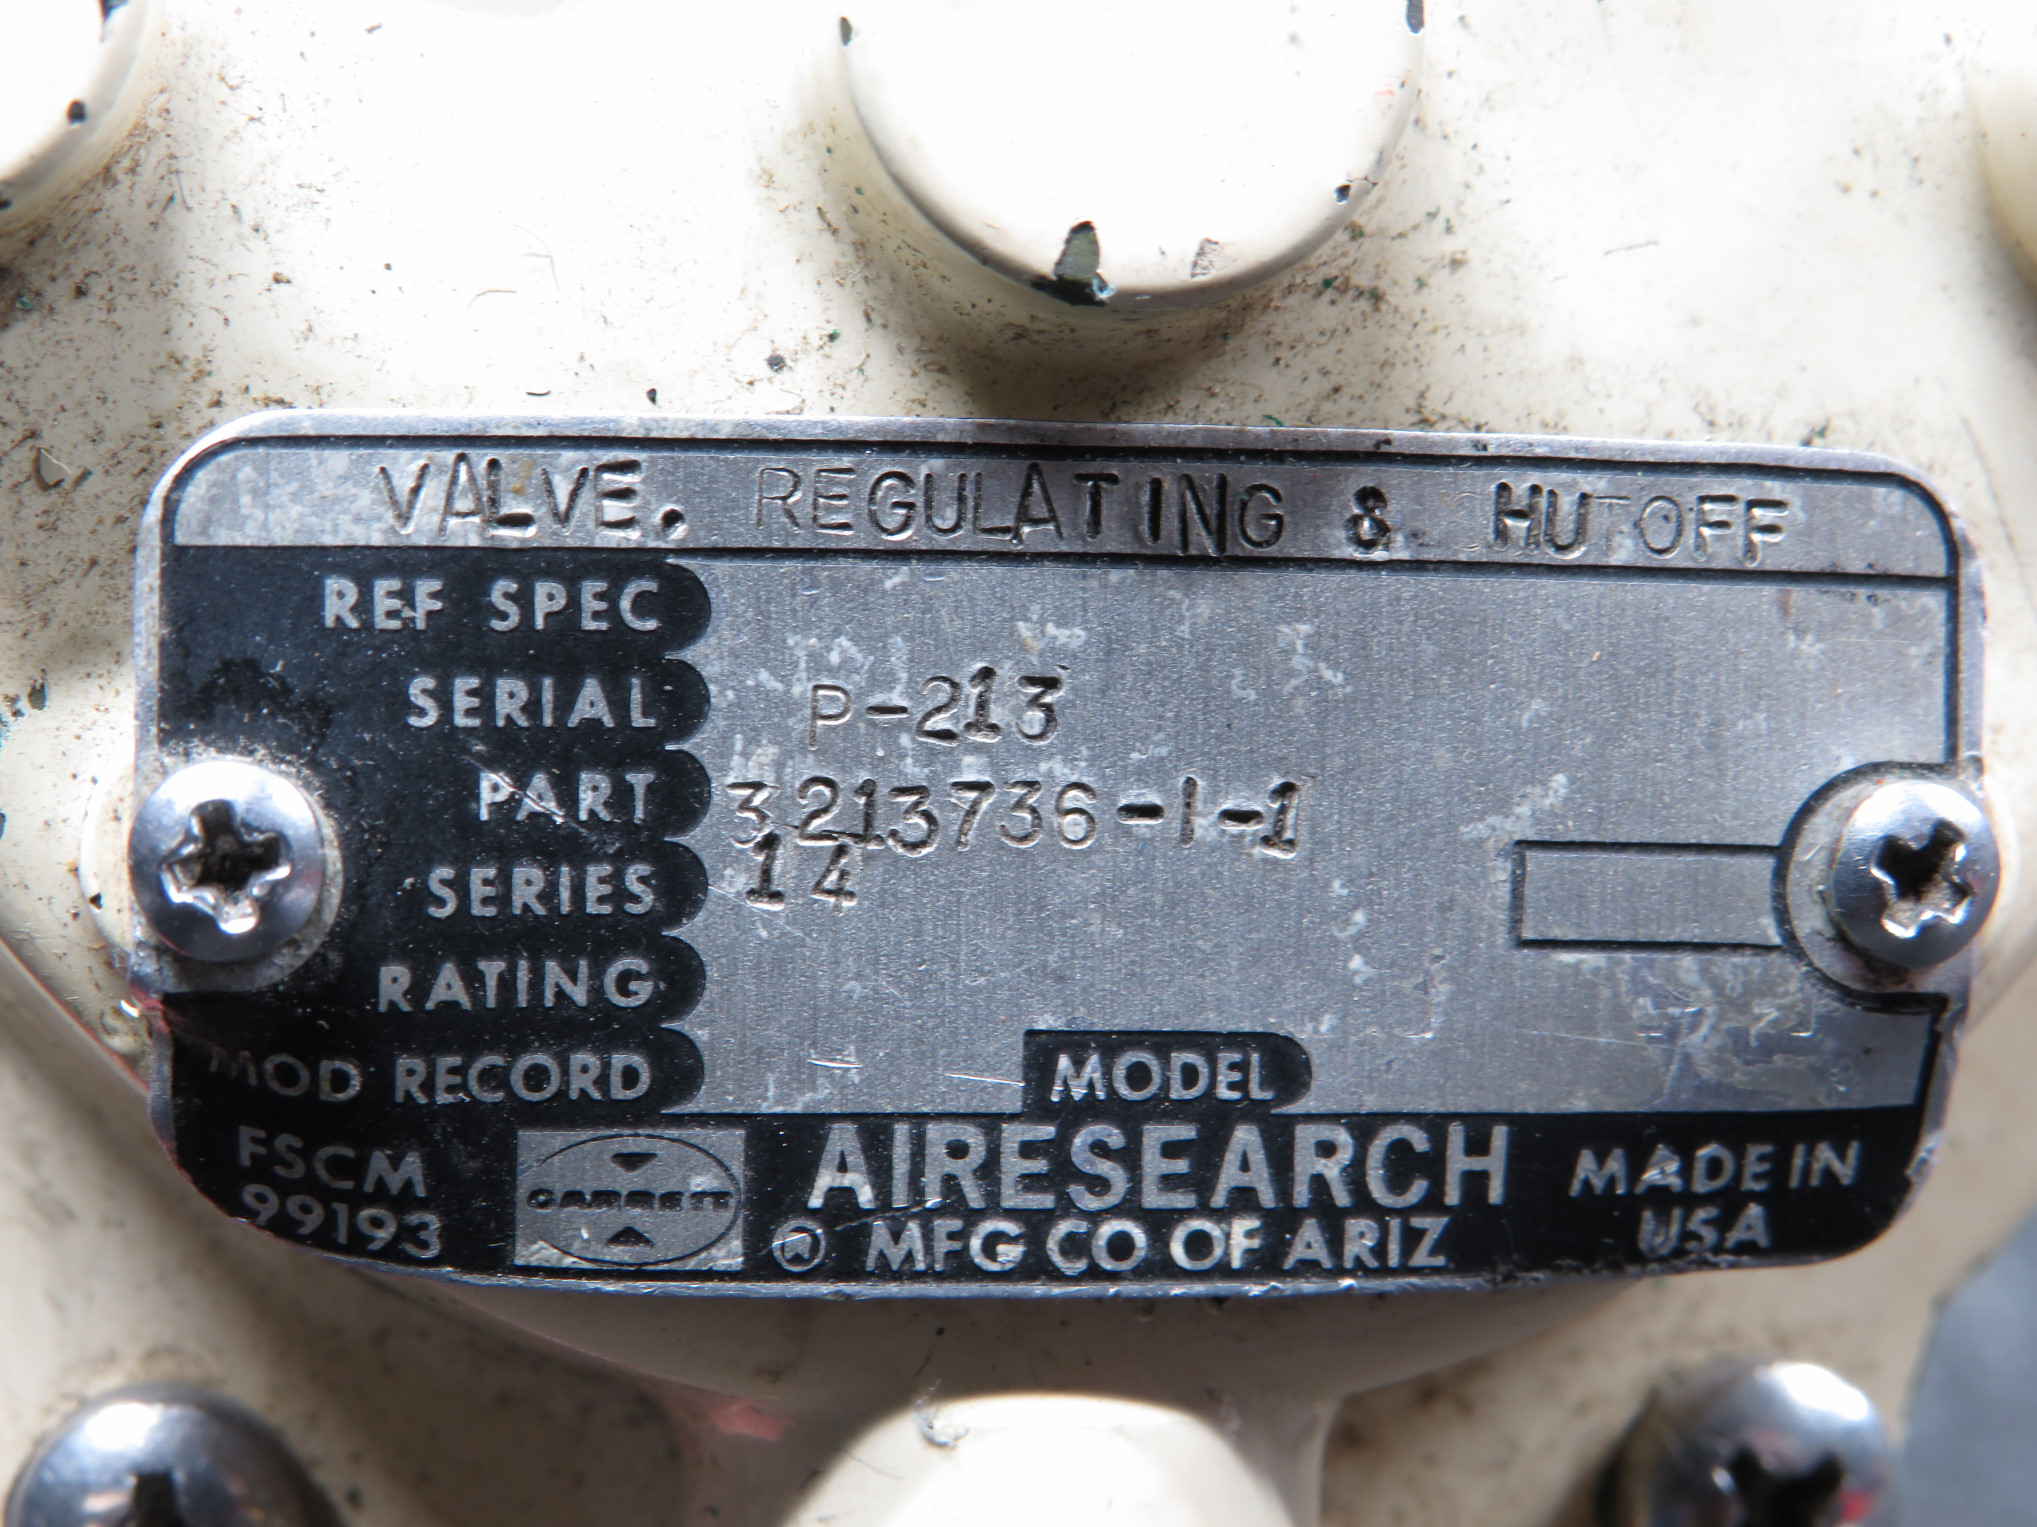 VALVE, REGULATING & SHUTOFF
REF SPEC
SERIAL P-213
PART 3213736-1-1
SERIES 14
RATING
MOD RECORD MODEL
FSCM
99193
GARRETT
AIRESEARCH
MFG CO OF ARIZ
MADE IN
USA